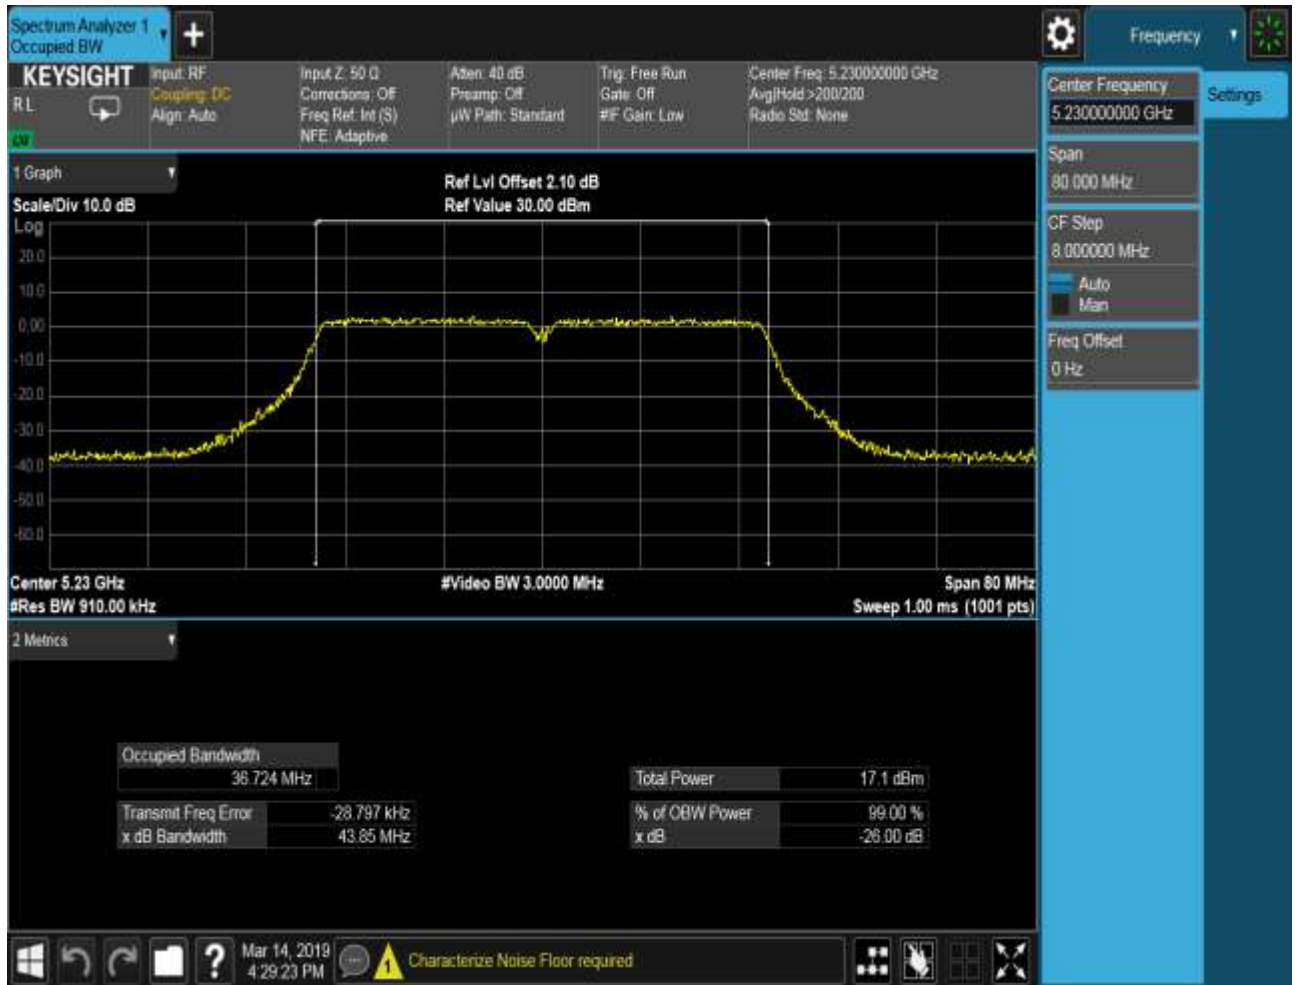 Spectrum Analyzer 1
Occupied BW
Frequency
KEYSIGHT
R L
Input: RF
Coupling: DC
Align: Auto
Input Z: 50 Ω
Corrections: Off
Freq Ref: Int (S)
NFE: Adaptive
Atten: 40 dB
Preamp: Off
µW Path: Standard
Trig: Free Run
Gate: Off
#IF Gain: Low
Center Freq: 5.230000000 GHz
Avg|Hold:>200/200
Radio Std: None
Center Frequency
5.230000000 GHz
Settings
Span
80.000 MHz
CF Step
8.000000 MHz
Auto
Man
Freq Offset
0 Hz
1 Graph
Scale/Div 10.0 dB
Ref Lvl Offset 2.10 dB
Ref Value 30.00 dBm
Log
20.0
10.0
0.00
-10.0
-20.0
-30.0
-40.0
-50.0
-60.0
Center 5.23 GHz
#Video BW 3.0000 MHz
Span 80 MHz
#Res BW 910.00 kHz
Sweep 1.00 ms (1001 pts)
2 Metrics
Occupied Bandwidth
36.724 MHz
Total Power 17.1 dBm
Transmit Freq Error -28.797 kHz
% of OBW Power 99.00 %
x dB Bandwidth 43.85 MHz
x dB -26.00 dB
?
Mar 14, 2019
4:29:23 PM
1
Characterize Noise Floor required